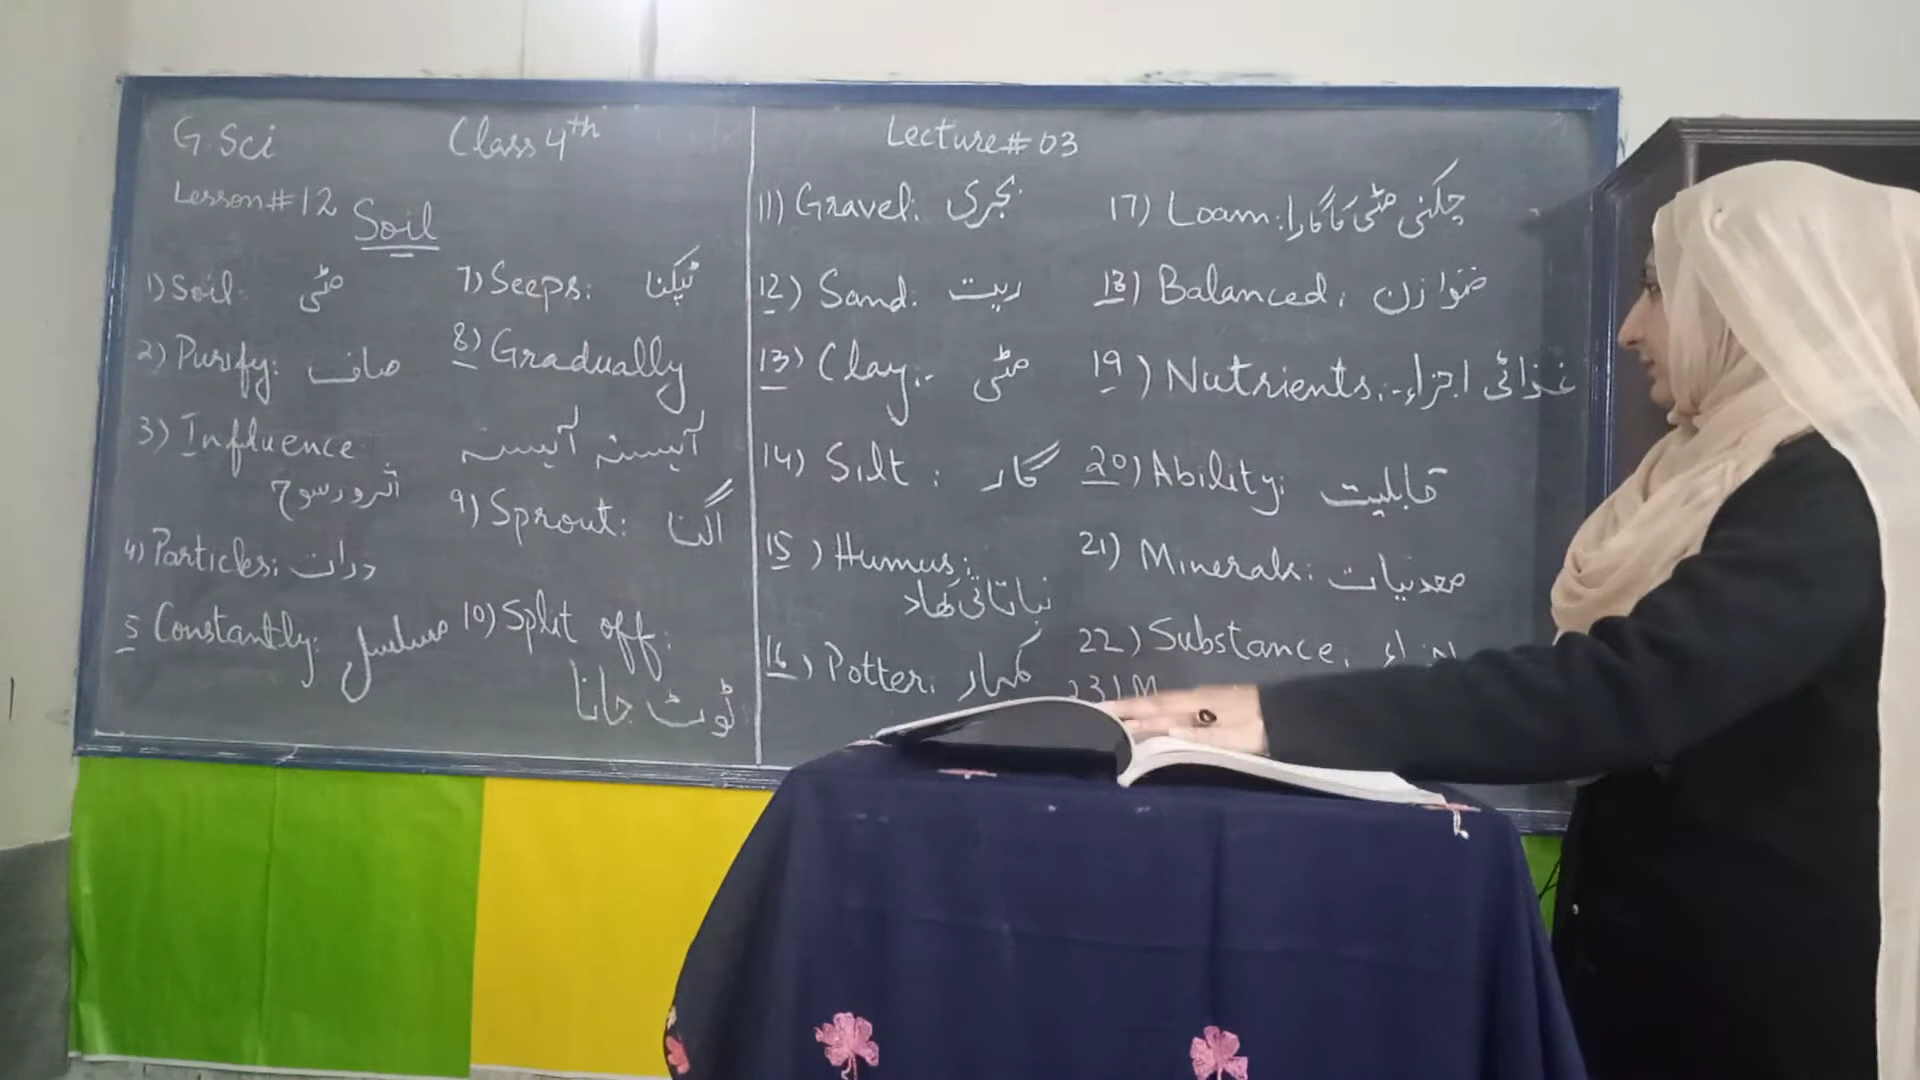 G.Sci Class 4th
Lesson#12
Soil
1) Soil: مٹی
2) Purify: صاف
3) Influence
اثرورسوخ
4) Particles: ذرات
5 Constantly: مسلسل
7) Seeps: ٹپکنا
8) Gradually
آہستہ آہستہ
9) Sprout: اگنا
10) Split off:
ٹوٹ جانا
Lecture#03
11) Gravel: بجری
12) Sand: ریت
13) Clay:- مٹی
14) Silt: گار
15) Humus:
نباتاتی کھاد
16) Potter: کمہار
17) Loam: چکنی مٹی کا گارا
18) Balanced: متوازن
19) Nutrients:- غذائی اجزاء
20) Ability: قابلیت
21) Minerals: معدنیات
22) Substance:
23) M